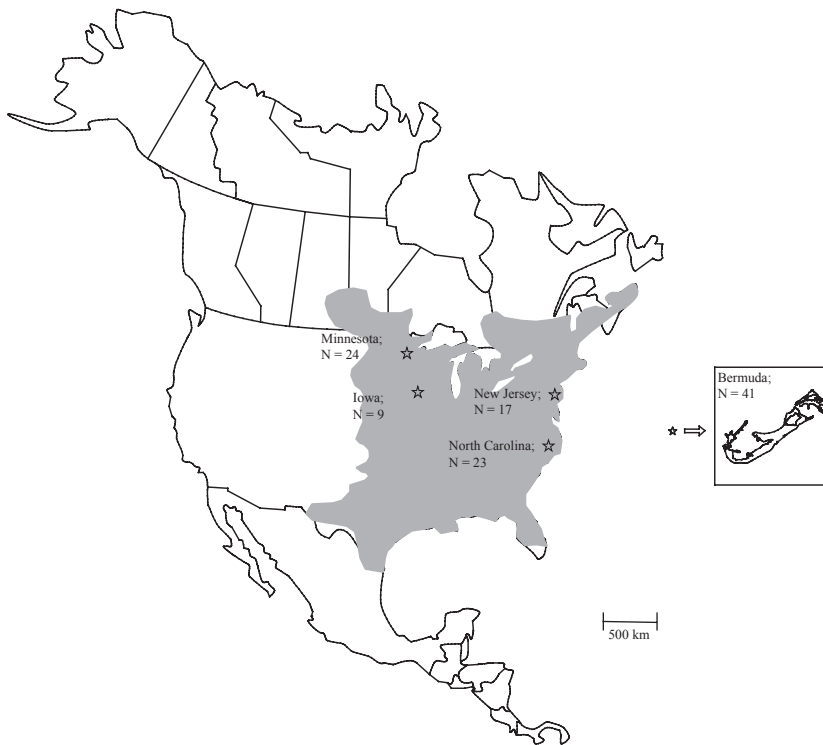 Minnesota;
N = 24
Iowa;
N = 9
New Jersey;
N = 17
North Carolina;
N = 23
Bermuda;
N = 41
500 km